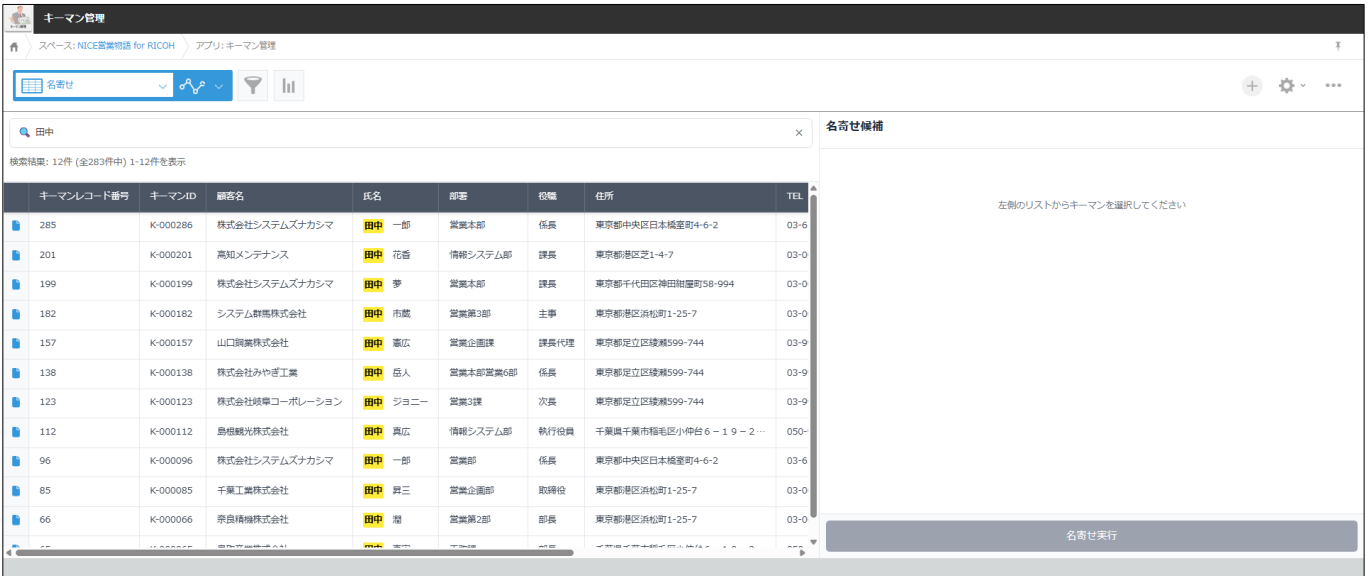 キーマン管理
スペース: NICE営業物語 for RICOH アプリ: キーマン管理
名寄せ
田中 ×
検索結果: 12件 (全283件中) 1-12件を表示
キーマンレコード番号 キーマンID 顧客名 氏名 部署 役職 住所 TEL
285 K-000286 株式会社システムズナカシマ 田中 一郎 営業本部 係長 東京都中央区日本橋室町4-6-2 03-6
201 K-000201 高知メンテナンス 田中 花香 情報システム部 課長 東京都港区芝1-4-7 03-0
199 K-000199 株式会社システムズナカシマ 田中 夢 営業本部 課長 東京都千代田区神田紺屋町58-994 03-0
182 K-000182 システム群馬株式会社 田中 市蔵 営業第3部 主事 東京都港区浜松町1-25-7 03-0
157 K-000157 山口鋼業株式会社 田中 憲広 営業企画課 課長代理 東京都足立区綾瀬599-744 03-9
138 K-000138 株式会社みやぎ工業 田中 岳人 営業本部営業6部 係長 東京都足立区綾瀬599-744 03-9
123 K-000123 株式会社岐阜コーポレーション 田中 ジョニー 営業3課 次長 東京都足立区綾瀬599-744 03-9
112 K-000112 島根観光株式会社 田中 真広 情報システム部 執行役員 千葉県千葉市稲毛区小仲台６－１９－２… 050-
96 K-000096 株式会社システムズナカシマ 田中 一郎 営業部 係長 東京都中央区日本橋室町4-6-2 03-6
85 K-000085 千葉工業株式会社 田中 昇三 営業企画部 取締役 東京都港区浜松町1-25-7 03-0
66 K-000066 奈良精機株式会社 田中 潤 営業第2部 部長 東京都港区浜松町1-25-7 03-0
名寄せ候補
左側のリストからキーマンを選択してください
名寄せ実行